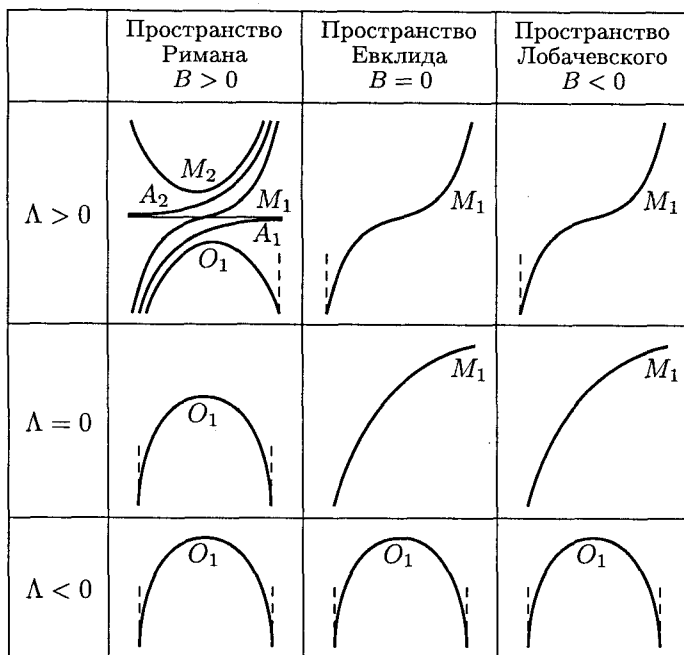 Пространство Римана B > 0
Пространство Евклида B = 0
Пространство Лобачевского B < 0
Λ > 0
M₂
A₂
M₁
A₁
O₁
M₁
M₁
Λ = 0
O₁
M₁
M₁
Λ < 0
O₁
O₁
O₁